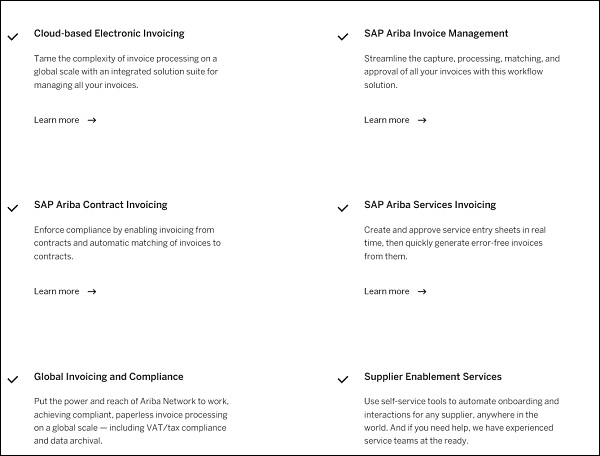 Cloud-based Electronic Invoicing
Tame the complexity of invoice processing on a
global scale with an integrated solution suite for
managing all your invoices.
Learn more →
SAP Ariba Invoice Management
Streamline the capture, processing, matching, and
approval of all your invoices with this workflow
solution.
Learn more →
SAP Ariba Contract Invoicing
Enforce compliance by enabling invoicing from
contracts and automatic matching of invoices to
contracts.
Learn more →
SAP Ariba Services Invoicing
Create and approve service entry sheets in real
time, then quickly generate error-free invoices
from them.
Learn more →
Global Invoicing and Compliance
Put the power and reach of Ariba Network to work,
achieving compliant, paperless invoice processing
on a global scale — including VAT/tax compliance
and data archival.
Supplier Enablement Services
Use self-service tools to automate onboarding and
interactions for any supplier, anywhere in the
world. And if you need help, we have experienced
service teams at the ready.